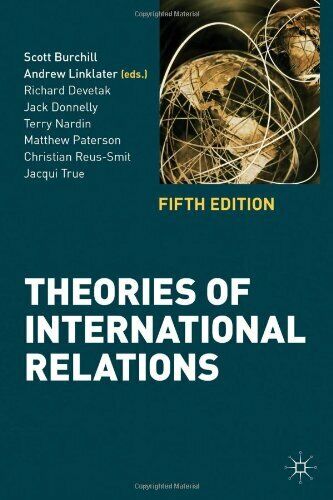 Scott Burchill
Andrew Linklater (eds.)
Richard Devetak
Jack Donnelly
Terry Nardin
Matthew Paterson
Christian Reus-Smit
Jacqui True
FIFTH EDITION
THEORIES OF
INTERNATIONAL
RELATIONS